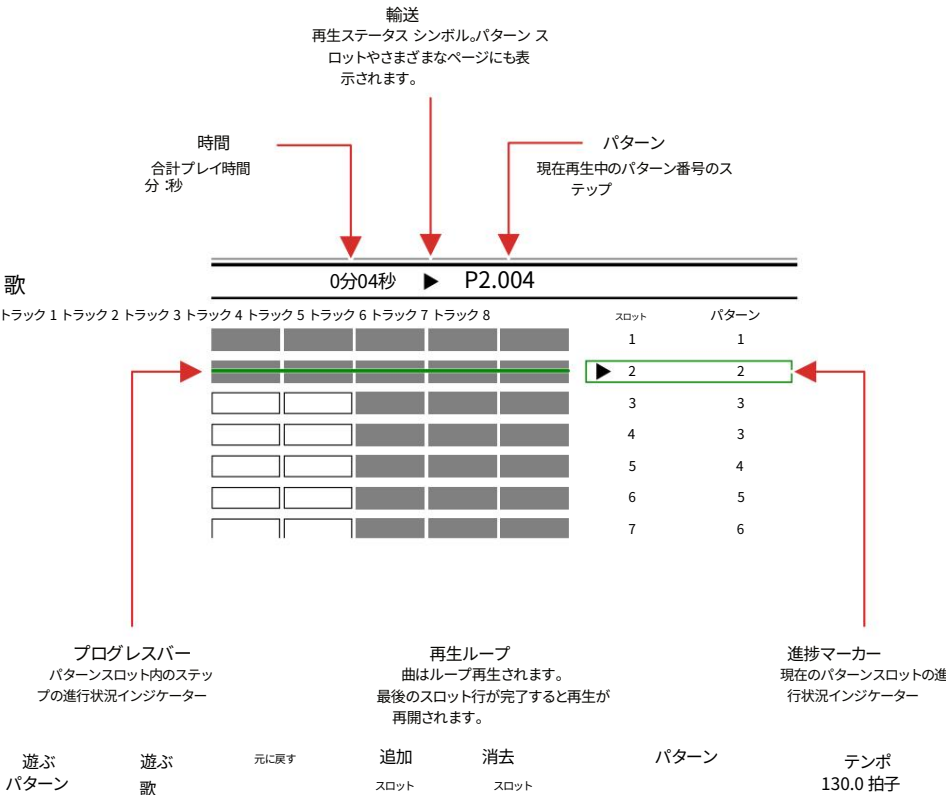 輸送
再生ステータス シンボル。パターン ス
ロットやさまざまなページにも表
示されます。
時間
合計プレイ時間
分 :秒
パターン
現在再生中のパターン番号のス
テップ
歌
0分04秒 ▶ P2.004
トラック 1 トラック 2 トラック 3 トラック 4 トラック 5 トラック 6 トラック 7 トラック 8
スロット パターン
1 1
▶ 2 2
3 3
4 3
5 4
6 5
7 6
プログレスバー
パターンスロット内のステッ
プの進行状況インジケーター
再生ループ
曲はループ再生されます。
最後のスロット行が完了すると再生が
再開されます。
進捗マーカー
現在のパターンスロットの進
行状況インジケーター
遊ぶ
パターン
遊ぶ
歌
元に戻す
追加
スロット
消去
スロット
パターン
テンポ
130.0 拍子